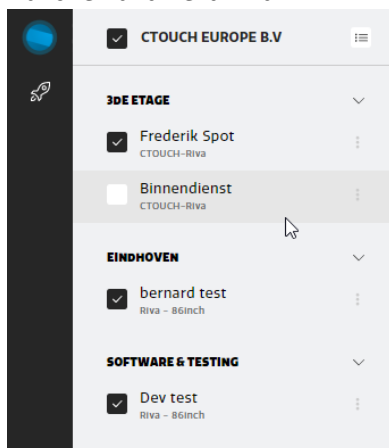 CTOUCH EUROPE B.V
3DE ETAGE
Frederik Spot
CTOUCH-Riva
Binnendienst
CTOUCH-Riva
EINDHOVEN
bernard test
Riva - 86inch
SOFTWARE & TESTING
Dev test
Riva - 86inch